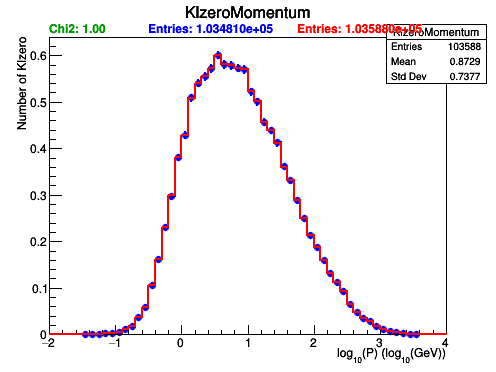 KlzeroMomentum
Chi2: 1.00 Entries: 1.034810e+05 Entries: 1.035880e+05
KlzeroMomentum
Entries 103588
Mean 0.8729
Std Dev 0.7377
Number of Klzero
0.6
0.5
0.4
0.3
0.2
0.1
0
−2 −1 0 1 2 3 4
log10(P) (log10(GeV))